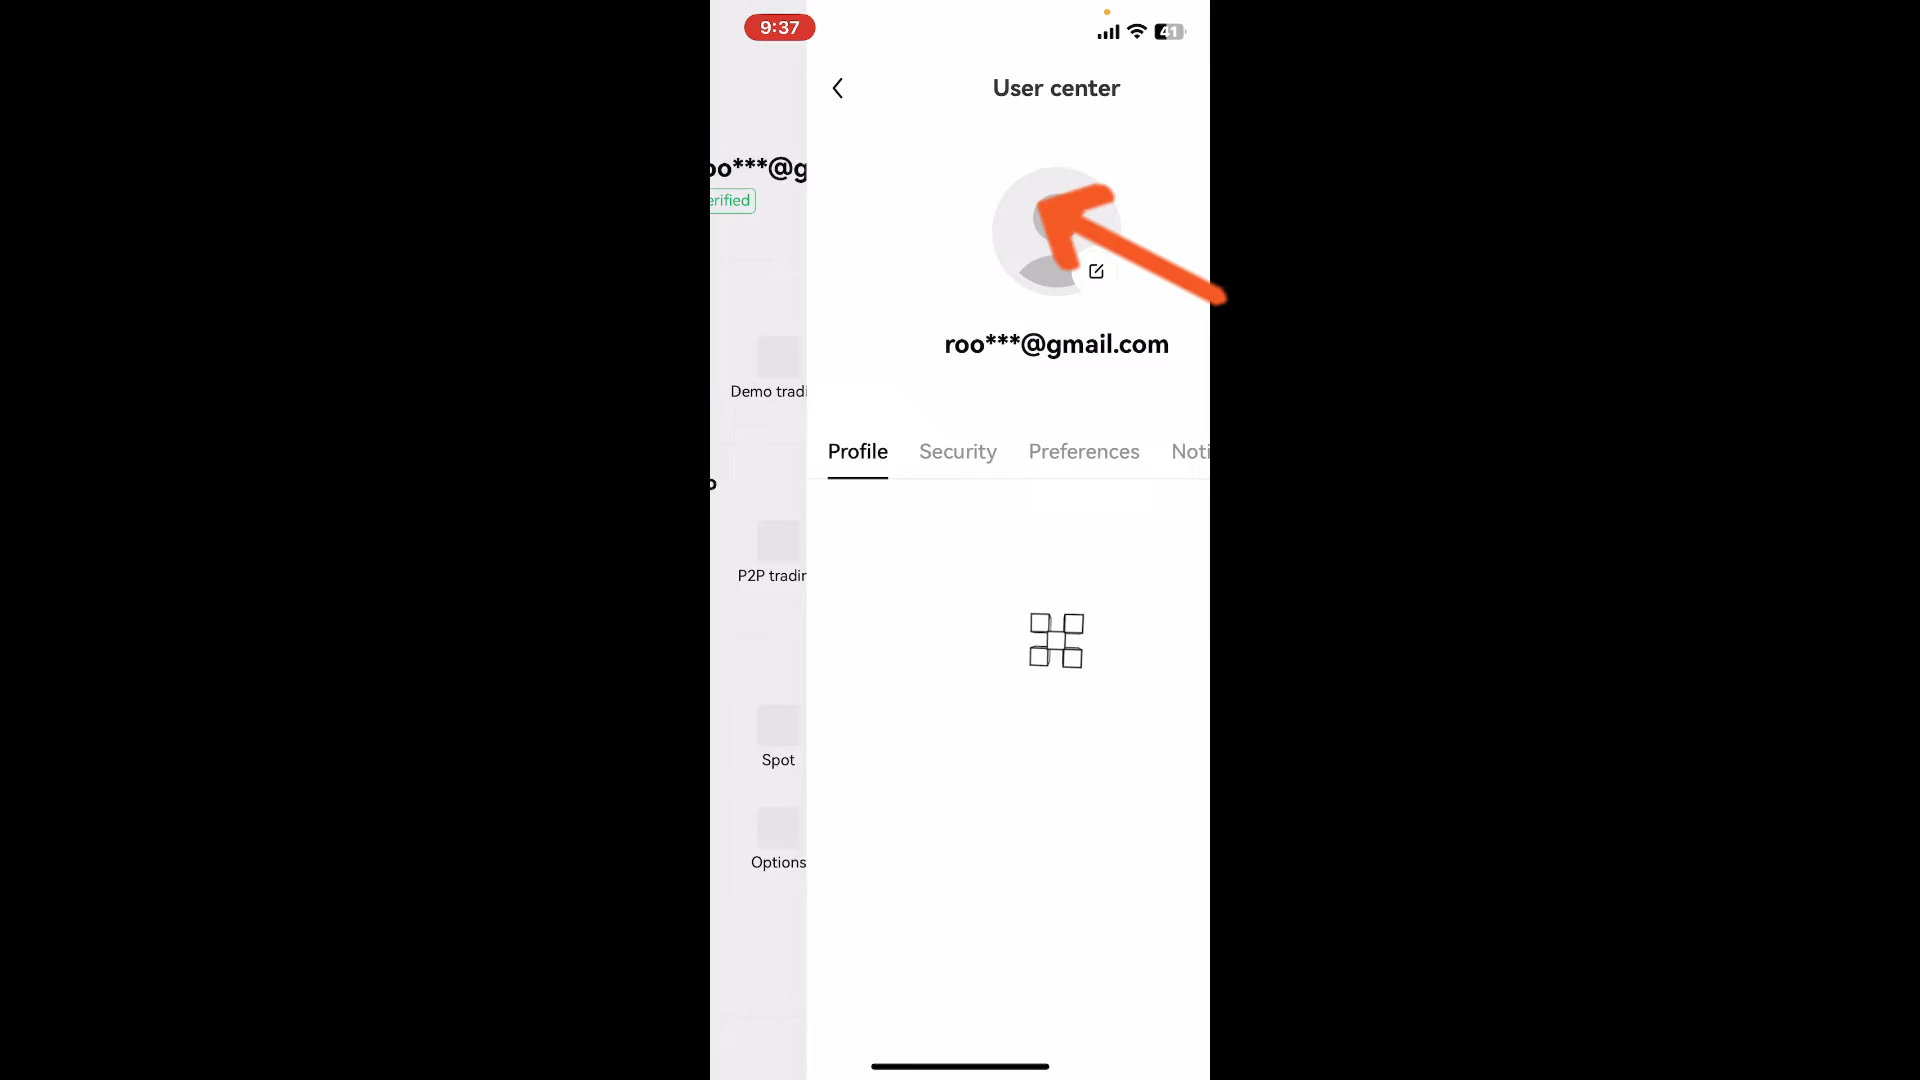 9:37
41
User center
oo***@g
erified
roo***@gmail.com
Demo tradi
Profile Security Preferences Noti
o
P2P tradin
Spot
Options